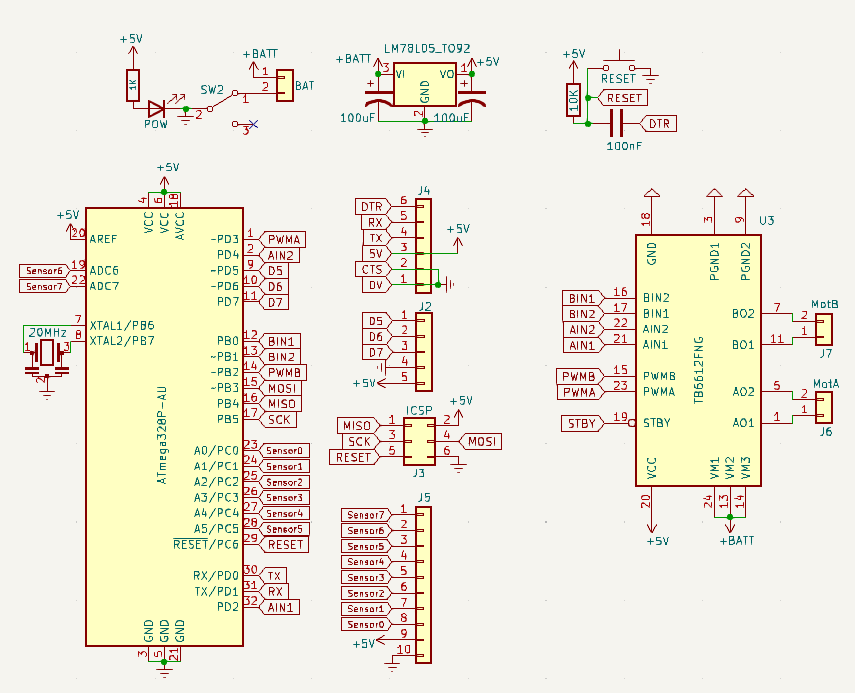 +5V
1K
POW
SW2
2
1
3
+BATT
1
2
BAT
LM78L05_TO92
+BATT
3
VI
VO
1
+5V
GND
2
100uF
100uF
+5V
10K
RESET
RESET
DTR
100nF
+5V
4
6
18
VCC
VCC
AVCC
+5V
20
AREF
Sensor6
19
ADC6
Sensor7
22
ADC7
7
XTAL1/PB6
20MHz
8
XTAL2/PB7
1
3
2
ATmega328P-AU
~PD3
1
PWMA
PD4
2
AIN2
~PD5
9
D5
~PD6
10
D6
PD7
11
D7
PB0
12
BIN1
~PB1
13
BIN2
~PB2
14
PWMB
~PB3
15
MOSI
PB4
16
MISO
PB5
17
SCK
A0/PC0
23
Sensor0
A1/PC1
24
Sensor1
A2/PC2
25
Sensor2
A3/PC3
26
Sensor3
A4/PC4
27
Sensor4
A5/PC5
28
Sensor5
RESET/PC6
29
RESET
RX/PD0
30
TX
TX/PD1
31
RX
PD2
32
AIN1
GND
GND
GND
3
5
21
J4
DTR
6
RX
5
TX
4
5V
3
CTS
2
0V
1
+5V
J2
D5
1
D6
2
D7
3
4
+5V
5
ICSP
MISO
1
2
+5V
SCK
3
4
MOSI
RESET
5
6
J3
J5
Sensor7
1
Sensor6
2
Sensor5
3
Sensor4
4
Sensor3
5
Sensor2
6
Sensor1
7
Sensor0
8
+5V
9
10
18
3
9
U3
GND
PGND1
PGND2
BIN1
16
BIN2
BIN2
17
BIN1
AIN2
22
AIN2
AIN1
21
AIN1
PWMB
15
PWMB
PWMA
23
PWMA
STBY
19
STBY
TB6612FNG
BO2
7
BO1
11
AO2
5
AO1
1
MotB
2
1
J7
MotA
2
1
J6
VCC
VM1
VM2
VM3
20
24
13
14
+5V
+BATT